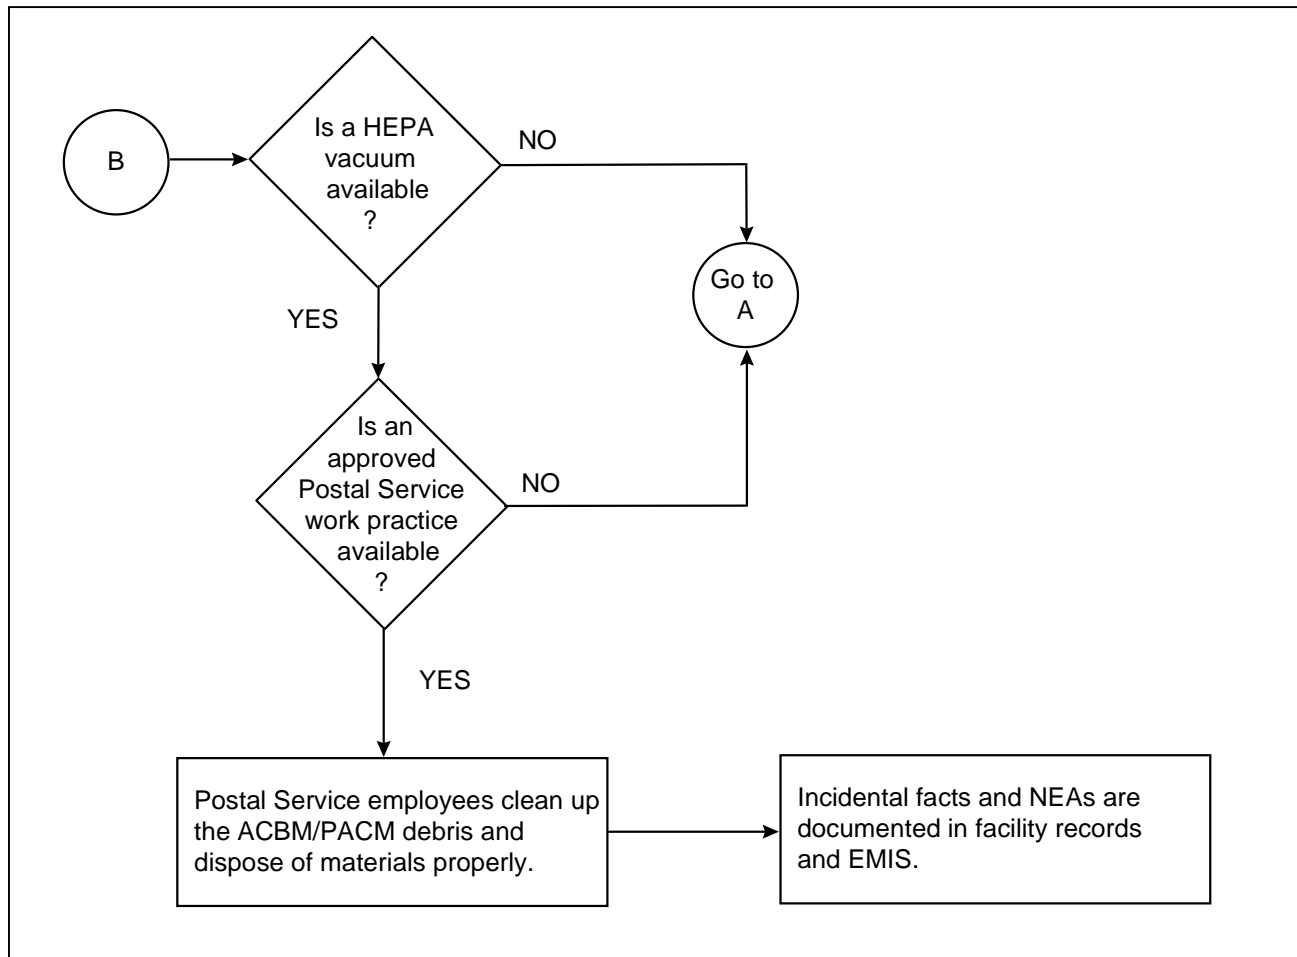 B
Is a HEPA
vacuum
available
?
NO
Go to
A
YES
Is an
approved
Postal Service
work practice
available
?
NO
YES
Postal Service employees clean up
the ACBM/PACM debris and
dispose of materials properly.
Incidental facts and NEAs are
documented in facility records
and EMIS.